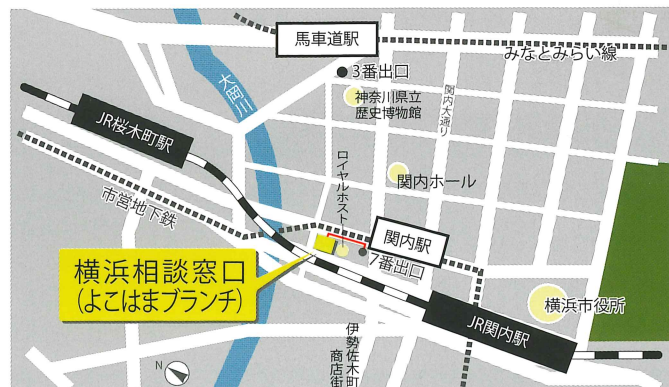 馬車道駅
みなとみらい線
3番出口
神奈川県立
歴史博物館
大岡川
関内大通り
JR桜木町駅
ロイヤルホスト
関内ホール
市営地下鉄
関内駅
7番出口
横浜相談窓口
(よこはまブランチ)
横浜市役所
JR関内駅
伊勢佐木町
商店街
N